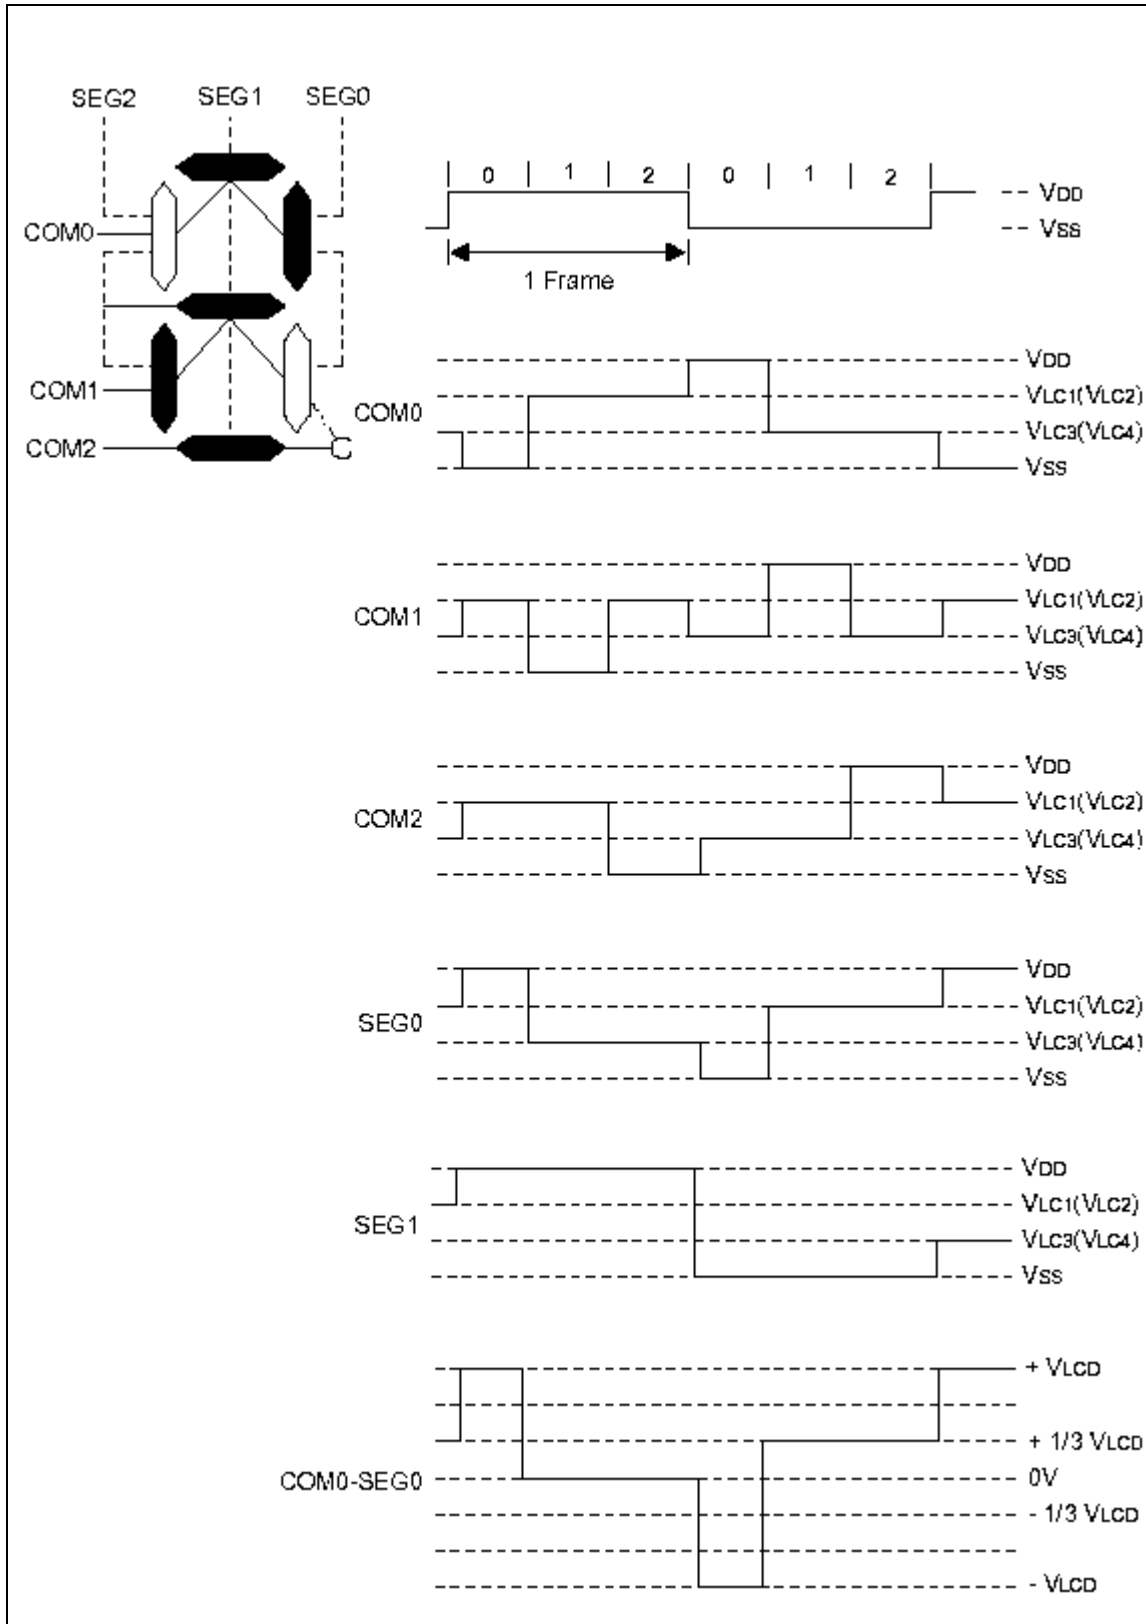 SEG2 SEG1 SEG0
0 1 2 0 1 2
VDD
COM0
VSS
1 Frame
VDD
COM1
VLC1(VLC2)
COM0
VLC3(VLC4)
COM2
C
VSS
VDD
VLC1(VLC2)
COM1
VLC3(VLC4)
VSS
VDD
VLC1(VLC2)
COM2
VLC3(VLC4)
VSS
VDD
VLC1(VLC2)
SEG0
VLC3(VLC4)
VSS
VDD
VLC1(VLC2)
SEG1
VLC3(VLC4)
VSS
+ VLCD
+ 1/3 VLCD
COM0-SEG0
0V
- 1/3 VLCD
- VLCD